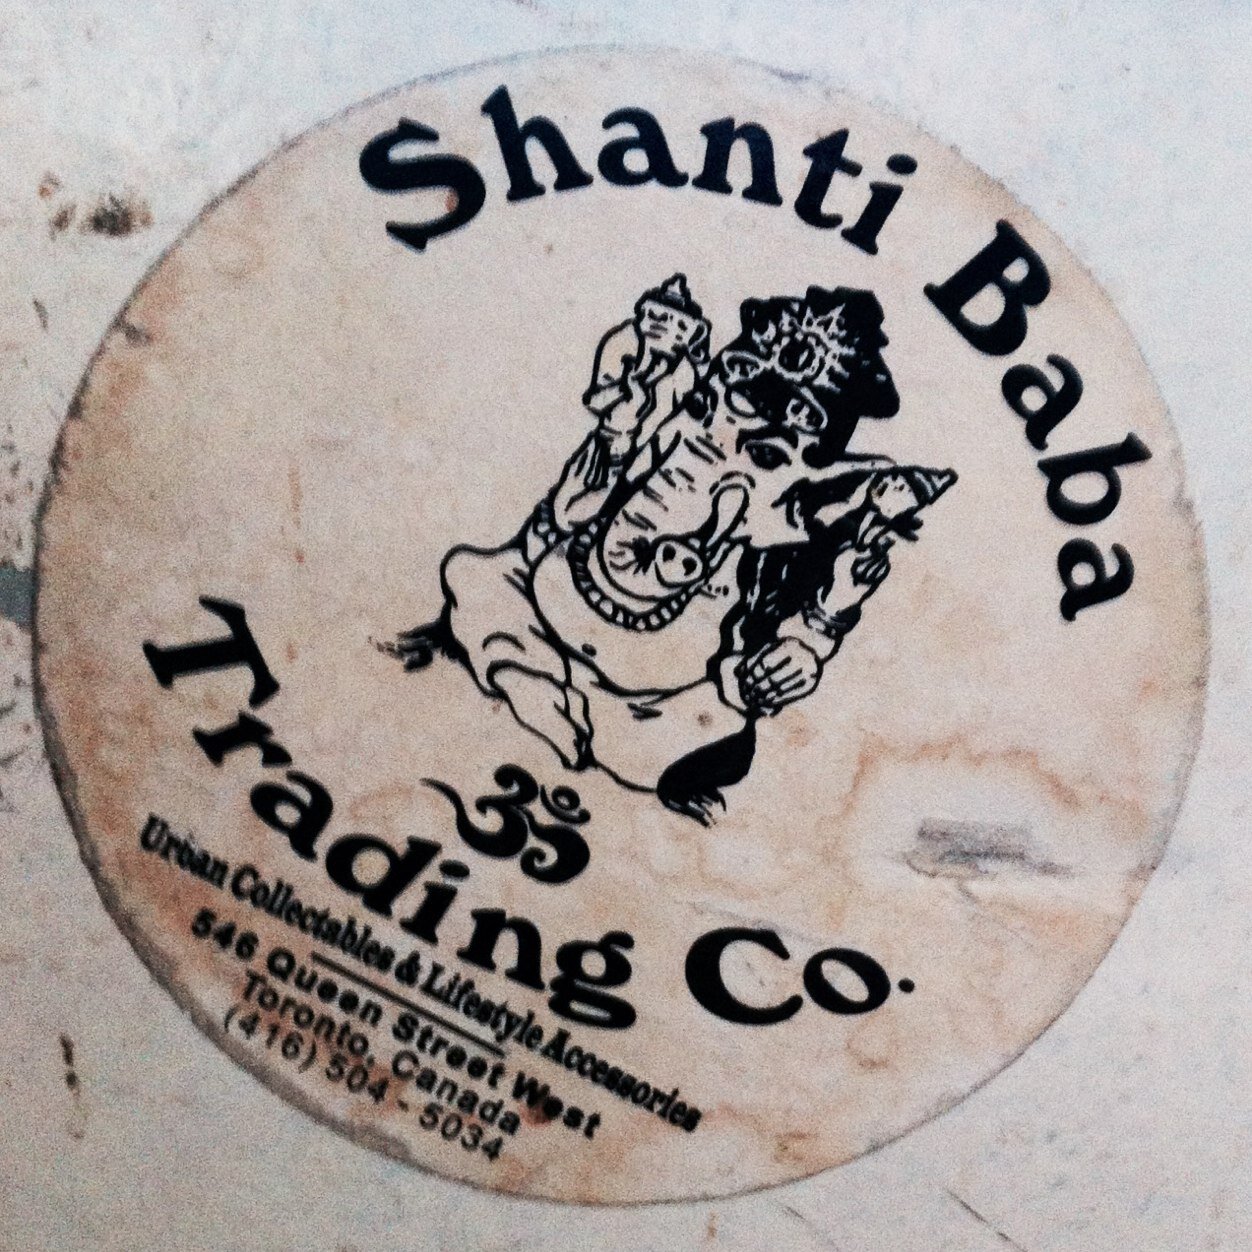 Shanti Baba
ॐ
Trading Co.
Urban Collectables & Lifestyle Accessories
546 Queen Street West
Toronto, Canada
(416) 504 - 5034